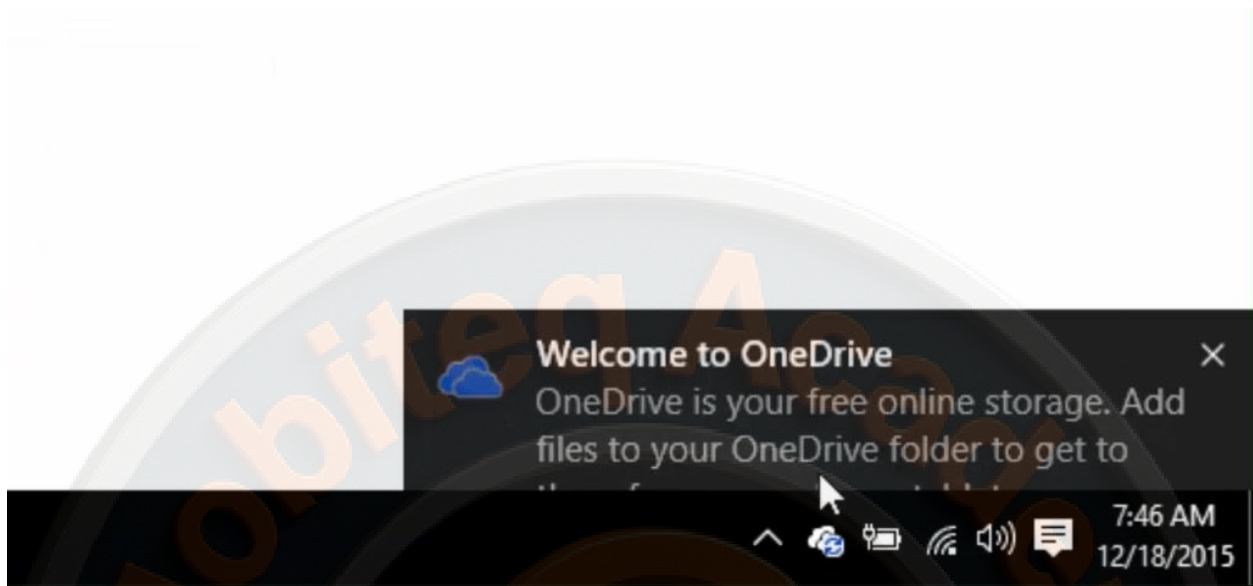 Welcome to OneDrive
OneDrive is your free online storage. Add
files to your OneDrive folder to get to
7:46 AM
12/18/2015